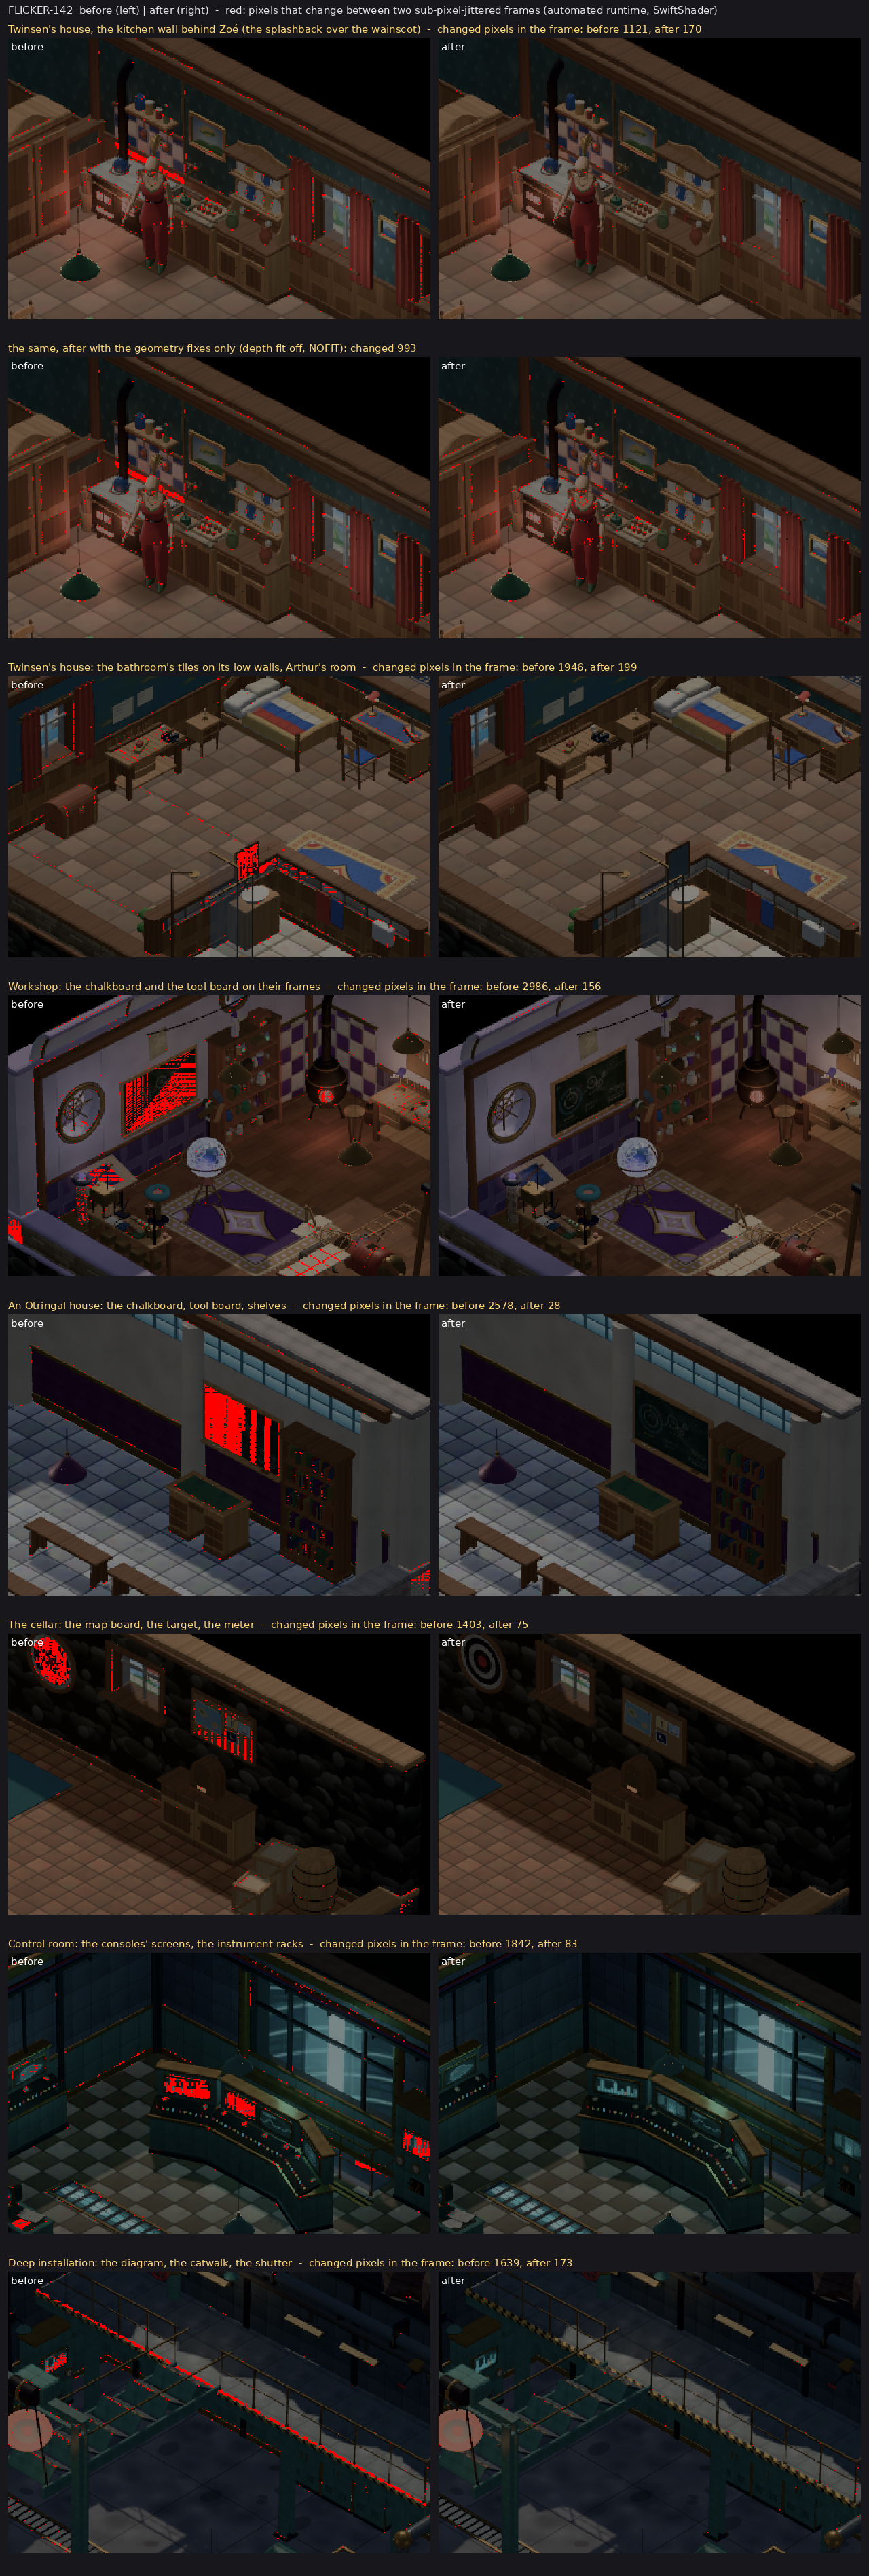 FLICKER-142 before (left) | after (right) - red: pixels that change between two sub-pixel-jittered frames (automated runtime, SwiftShader)
Twinsen's house, the kitchen wall behind Zoé (the splashback over the wainscot) - changed pixels in the frame: before 1121, after 170
before
after
the same, after with the geometry fixes only (depth fit off, NOFIT): changed 993
before
after
Twinsen's house: the bathroom's tiles on its low walls, Arthur's room - changed pixels in the frame: before 1946, after 199
before
after
Workshop: the chalkboard and the tool board on their frames - changed pixels in the frame: before 2986, after 156
before
after
An Otringal house: the chalkboard, tool board, shelves - changed pixels in the frame: before 2578, after 28
before
after
The cellar: the map board, the target, the meter - changed pixels in the frame: before 1403, after 75
before
after
Control room: the consoles' screens, the instrument racks - changed pixels in the frame: before 1842, after 83
before
after
Deep installation: the diagram, the catwalk, the shutter - changed pixels in the frame: before 1639, after 173
before
after